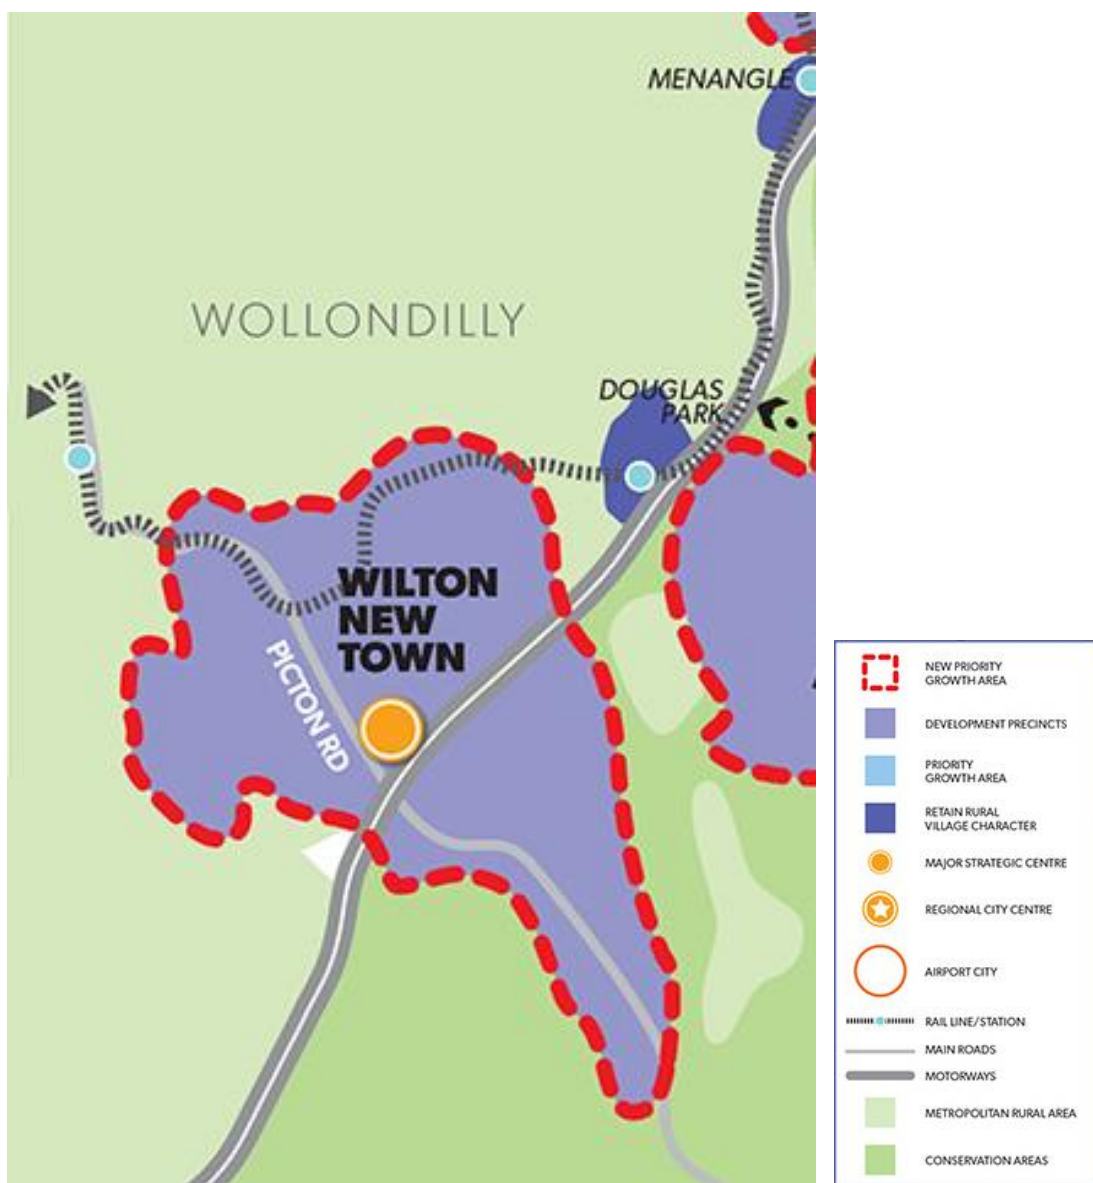 MENANGLE
WOLLONDILLY
DOUGLAS
PARK
WILTON
NEW
TOWN
PICTON RD
NEW PRIORITY
GROWTH AREA
DEVELOPMENT PRECINCTS
PRIORITY
GROWTH AREA
RETAIN RURAL
VILLAGE CHARACTER
MAJOR STRATEGIC CENTRE
REGIONAL CITY CENTRE
AIRPORT CITY
RAIL LINE/STATION
MAIN ROADS
MOTORWAYS
METROPOLITAN RURAL AREA
CONSERVATION AREAS